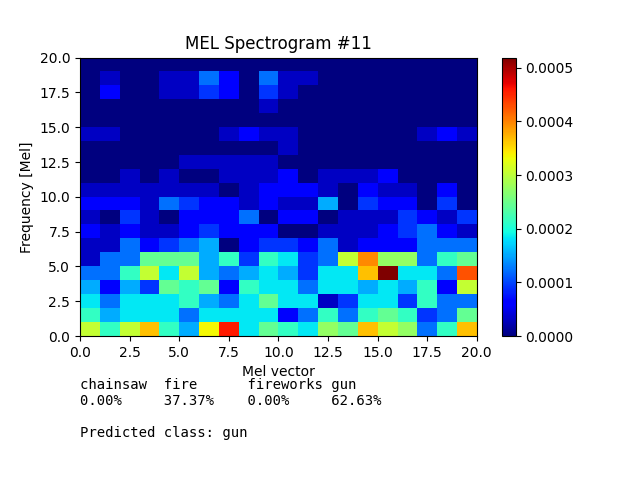 MEL Spectrogram #11
Frequency [Mel]
20.0
17.5
15.0
12.5
10.0
7.5
5.0
2.5
0.0
0.0 2.5 5.0 7.5 10.0 12.5 15.0 17.5 20.0
Mel vector
0.0005
0.0004
0.0003
0.0002
0.0001
0.0000
chainsaw fire fireworks gun
0.00% 37.37% 0.00% 62.63%
Predicted class: gun